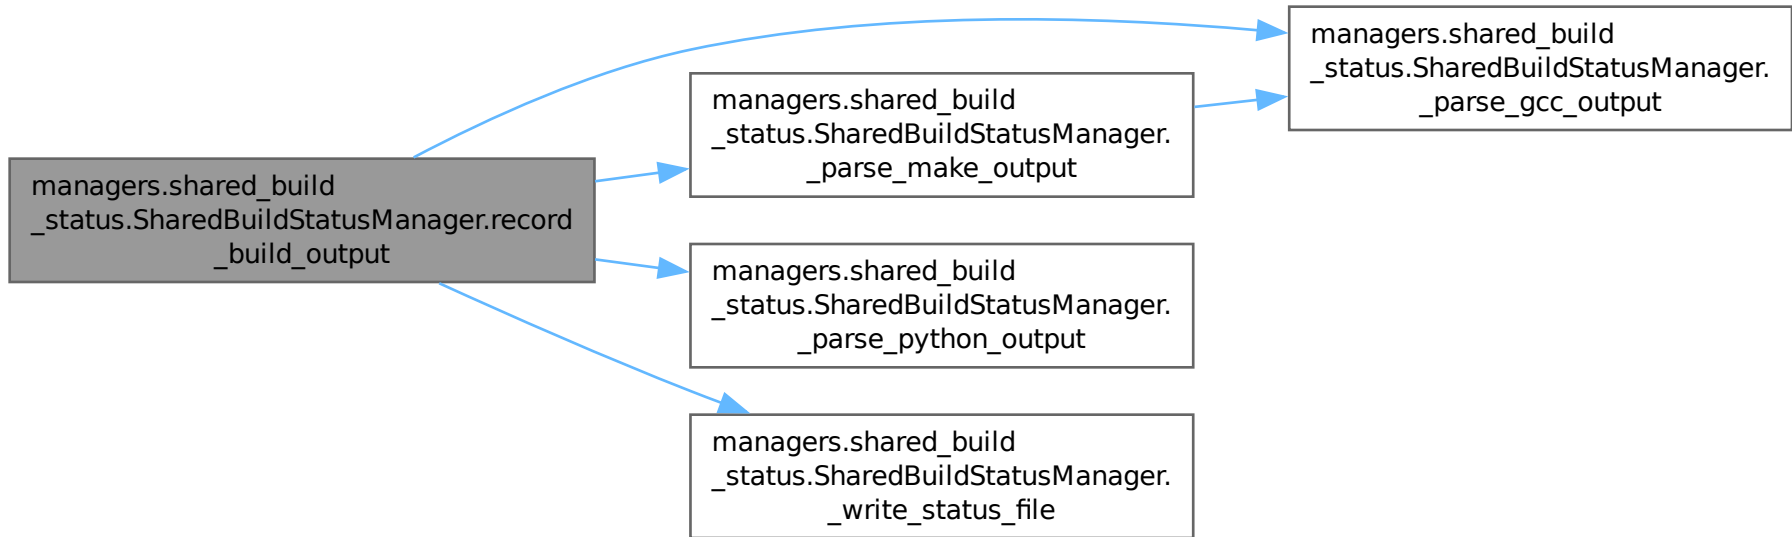 managers.shared_build
_status.SharedBuildStatusManager.record
_build_output
managers.shared_build
_status.SharedBuildStatusManager.
_parse_make_output
managers.shared_build
_status.SharedBuildStatusManager.
_parse_gcc_output
managers.shared_build
_status.SharedBuildStatusManager.
_parse_python_output
managers.shared_build
_status.SharedBuildStatusManager.
_write_status_file